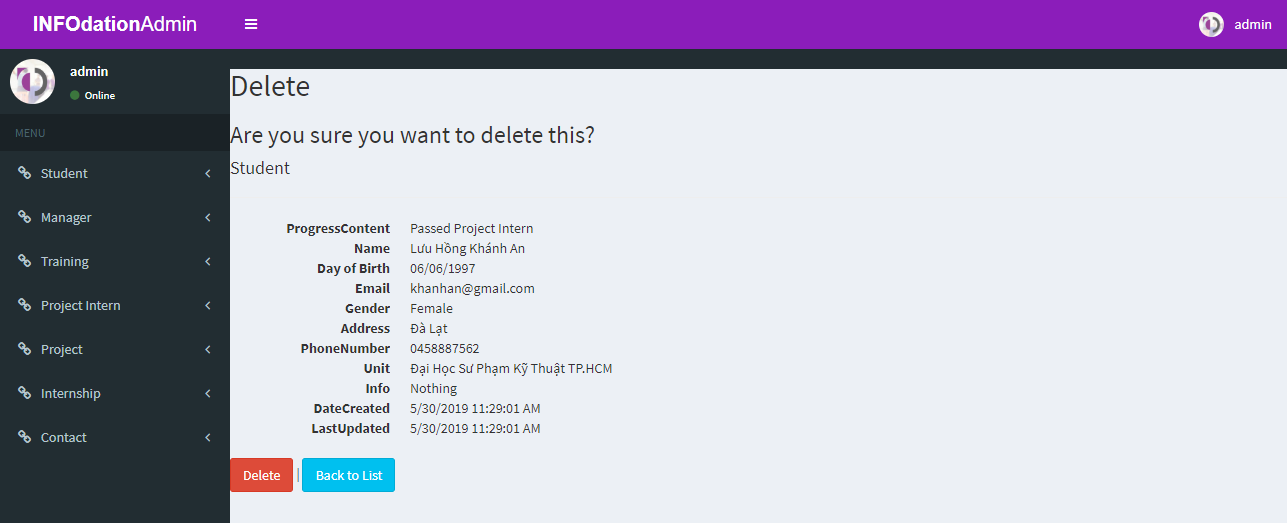 INFOdationAdmin
admin
admin
Online
MENU
Student
Manager
Training
Project Intern
Project
Internship
Contact
Delete
Are you sure you want to delete this?
Student
ProgressContent Passed Project Intern
Name Lưu Hồng Khánh An
Day of Birth 06/06/1997
Email khanhan@gmail.com
Gender Female
Address Đà Lạt
PhoneNumber 0458887562
Unit Đại Học Sư Phạm Kỹ Thuật TP.HCM
Info Nothing
DateCreated 5/30/2019 11:29:01 AM
LastUpdated 5/30/2019 11:29:01 AM
Delete | Back to List